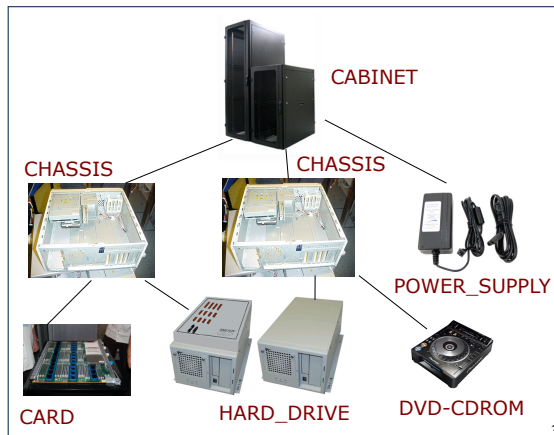 CABINET
CHASSIS
CHASSIS
POWER_SUPPLY
CARD
HARD_DRIVE
DVD-CDROM